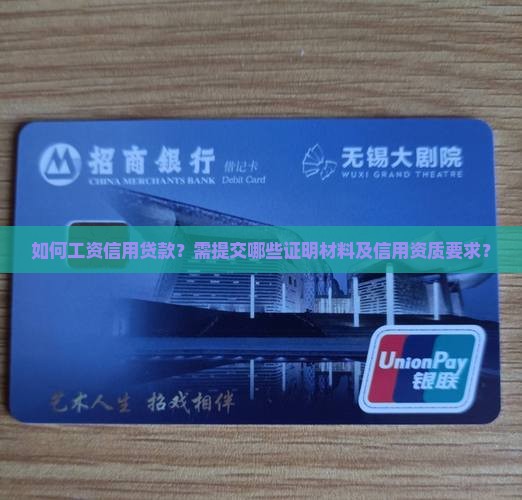 招商銀行 借记卡
CHINA MERCHANTS BANK Debit Card
无锡大剧院
WUXI GRAND THEATRE
如何工资信用贷款？需提交哪些证明材料及信用资质要求？
UnionPay
银联
艺术人生 招戏相伴